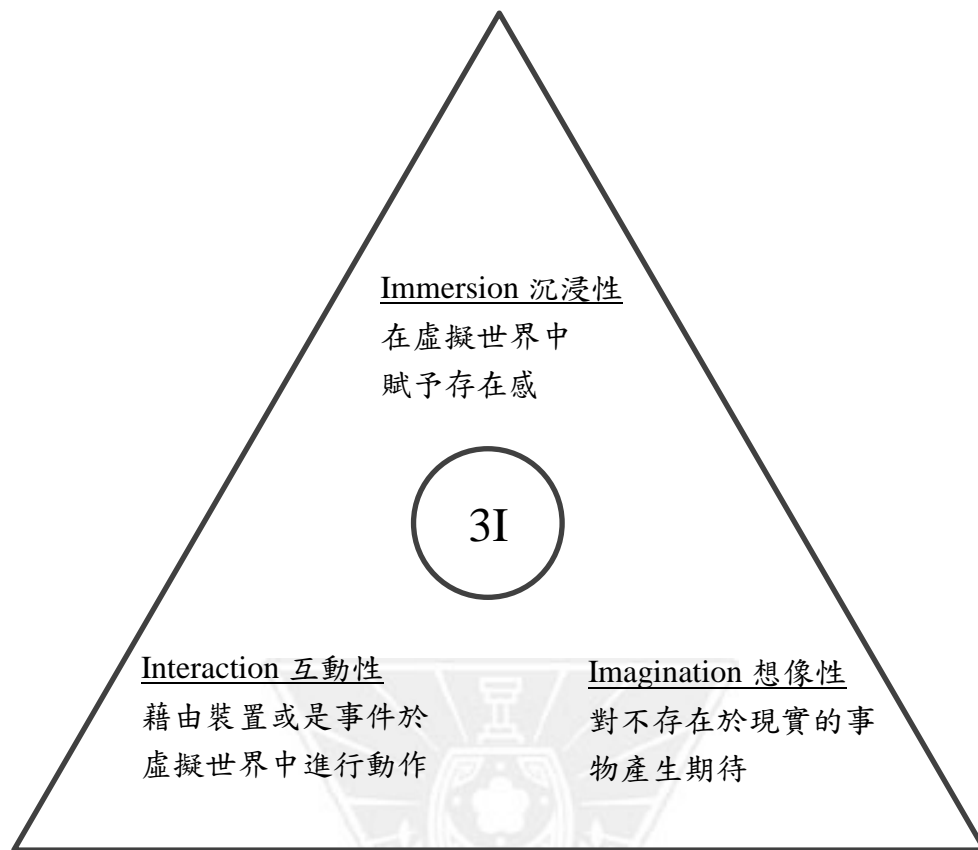 Immersion 沉浸性
在虛擬世界中
賦予存在感
3I
Interaction 互動性
藉由裝置或是事件於
虛擬世界中進行動作
Imagination 想像性
對不存在於現實的事
物產生期待